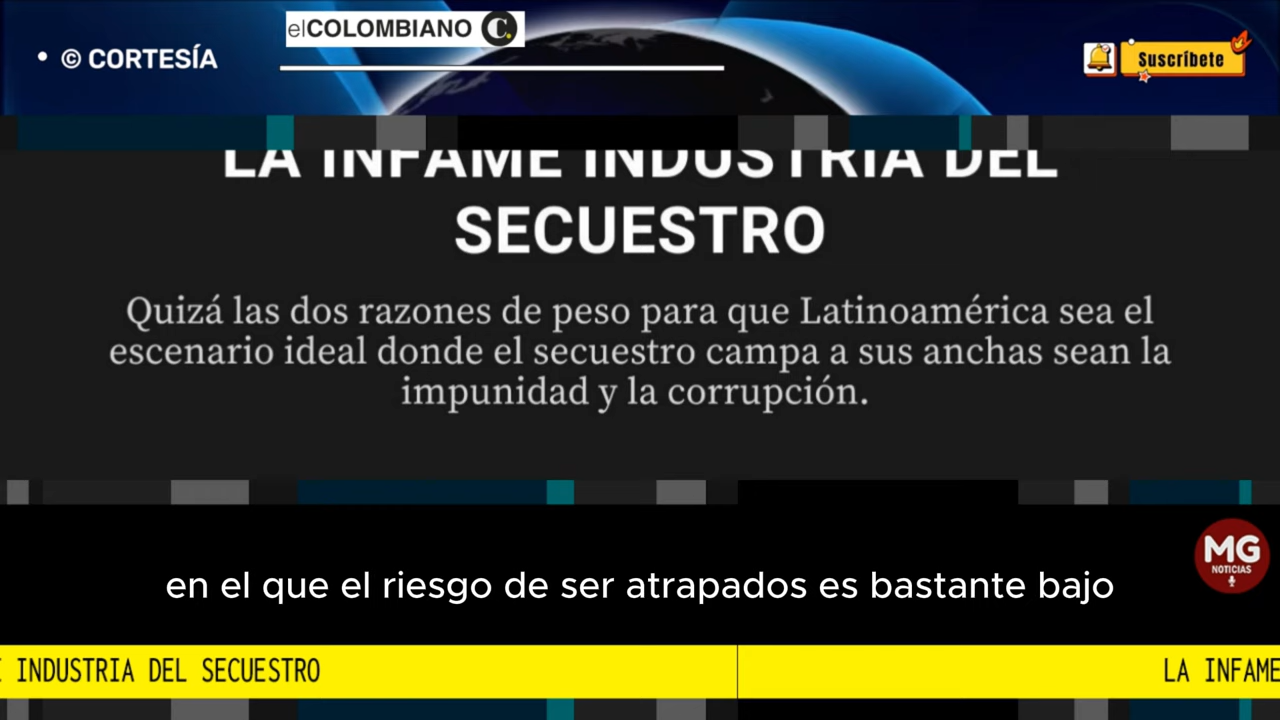 elCOLOMBIANO C.
• © CORTESÍA
Suscríbete
LA INFAME INDUSTRIA DEL
SECUESTRO
Quizá las dos razones de peso para que Latinoamérica sea el
escenario ideal donde el secuestro campa a sus anchas sean la
impunidad y la corrupción.
MG
NOTICIAS
en el que el riesgo de ser atrapados es bastante bajo
INDUSTRIA DEL SECUESTRO
LA INFAME